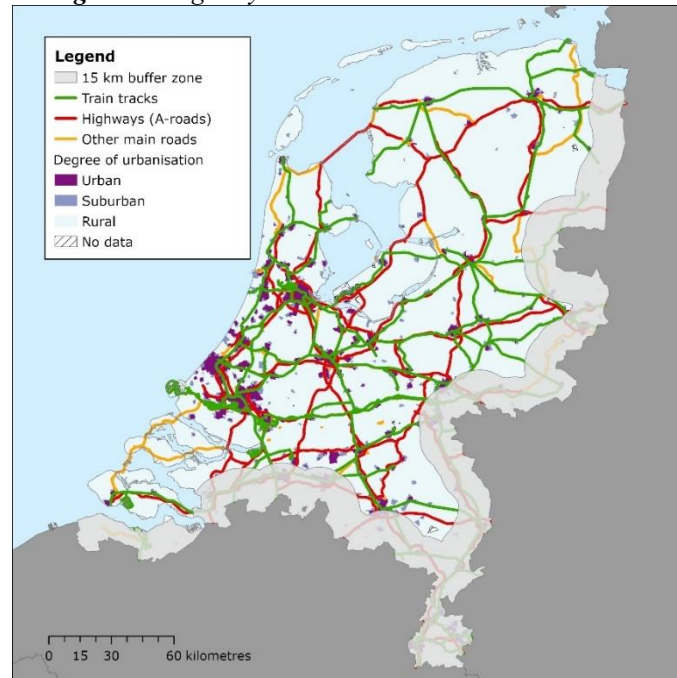 Legend
15 km buffer zone
Train tracks
Highways (A-roads)
Other main roads
Degree of urbanisation
Urban
Suburban
Rural
No data
0 15 30 60 kilometres